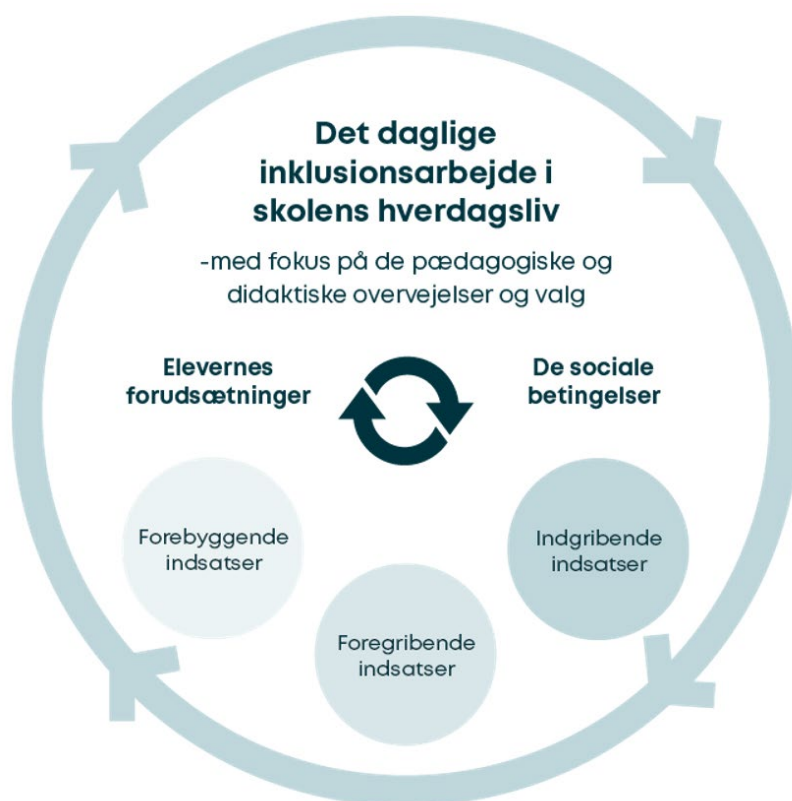 Det daglige
inklusionsarbejde i
skolens hverdagsliv
-med fokus på de pædagogiske og
didaktiske overvejelser og valg
Elevernes
forudsætninger
De sociale
betingelser
Forebyggende
indsatser
Foregribende
indsatser
Indgribende
indsatser